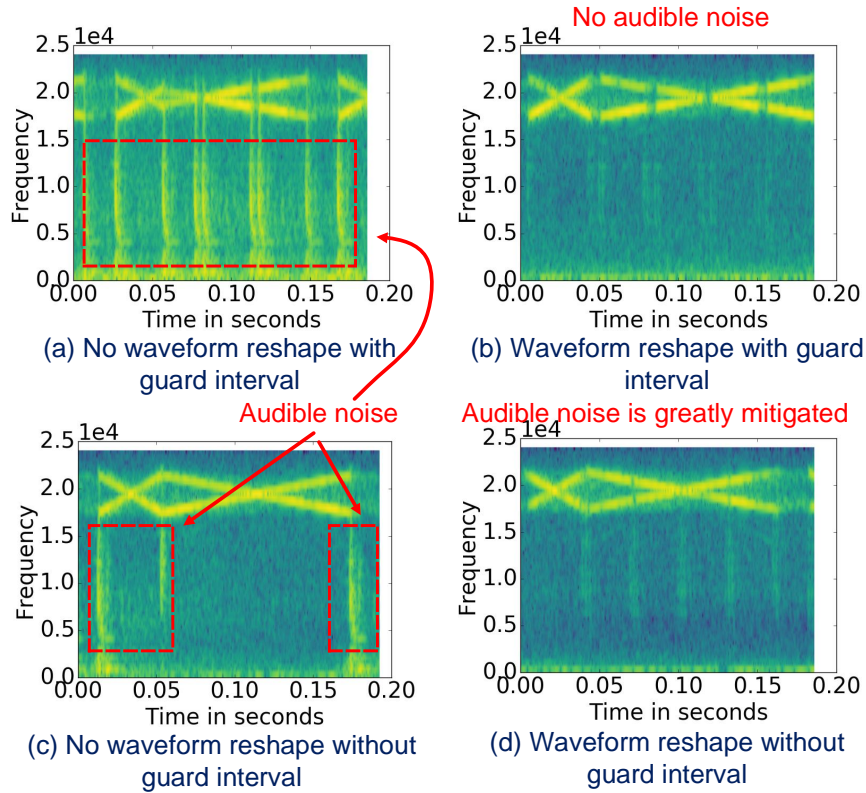 No audible noise
1e4
2.5
2.0
1.5
1.0
0.5
0.0
Frequency
0.00 0.05 0.10 0.15 0.20
Time in seconds
(a) No waveform reshape with
guard interval
1e4
2.5
2.0
1.5
1.0
0.5
0.0
Frequency
0.00 0.05 0.10 0.15 0.20
Time in seconds
(b) Waveform reshape with guard
interval
Audible noise
Audible noise is greatly mitigated
1e4
2.5
2.0
1.5
1.0
0.5
0.0
Frequency
0.00 0.05 0.10 0.15 0.20
Time in seconds
(c) No waveform reshape without
guard interval
1e4
2.5
2.0
1.5
1.0
0.5
0.0
Frequency
0.00 0.05 0.10 0.15 0.20
Time in seconds
(d) Waveform reshape without
guard interval